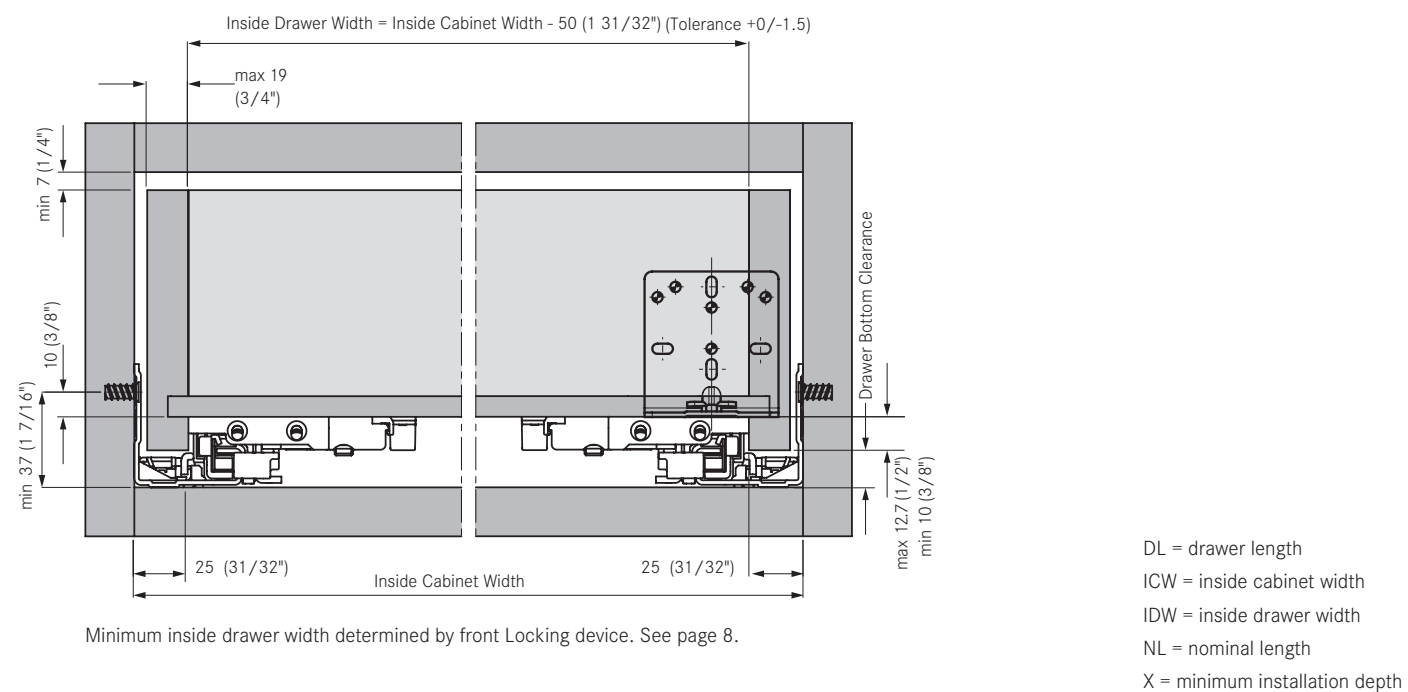 Inside Drawer Width = Inside Cabinet Width - 50 (1 31/32") (Tolerance +0/-1.5)
max 19
(3/4")
min 7 (1/4")
10 (3/8")
min 37 (1 7/16")
Drawer Bottom Clearance
max 12.7 (1/2")
min 10 (3/8")
25 (31/32")
25 (31/32")
Inside Cabinet Width
Minimum inside drawer width determined by front Locking device. See page 8.
DL = drawer length
ICW = inside cabinet width
IDW = inside drawer width
NL = nominal length
X = minimum installation depth